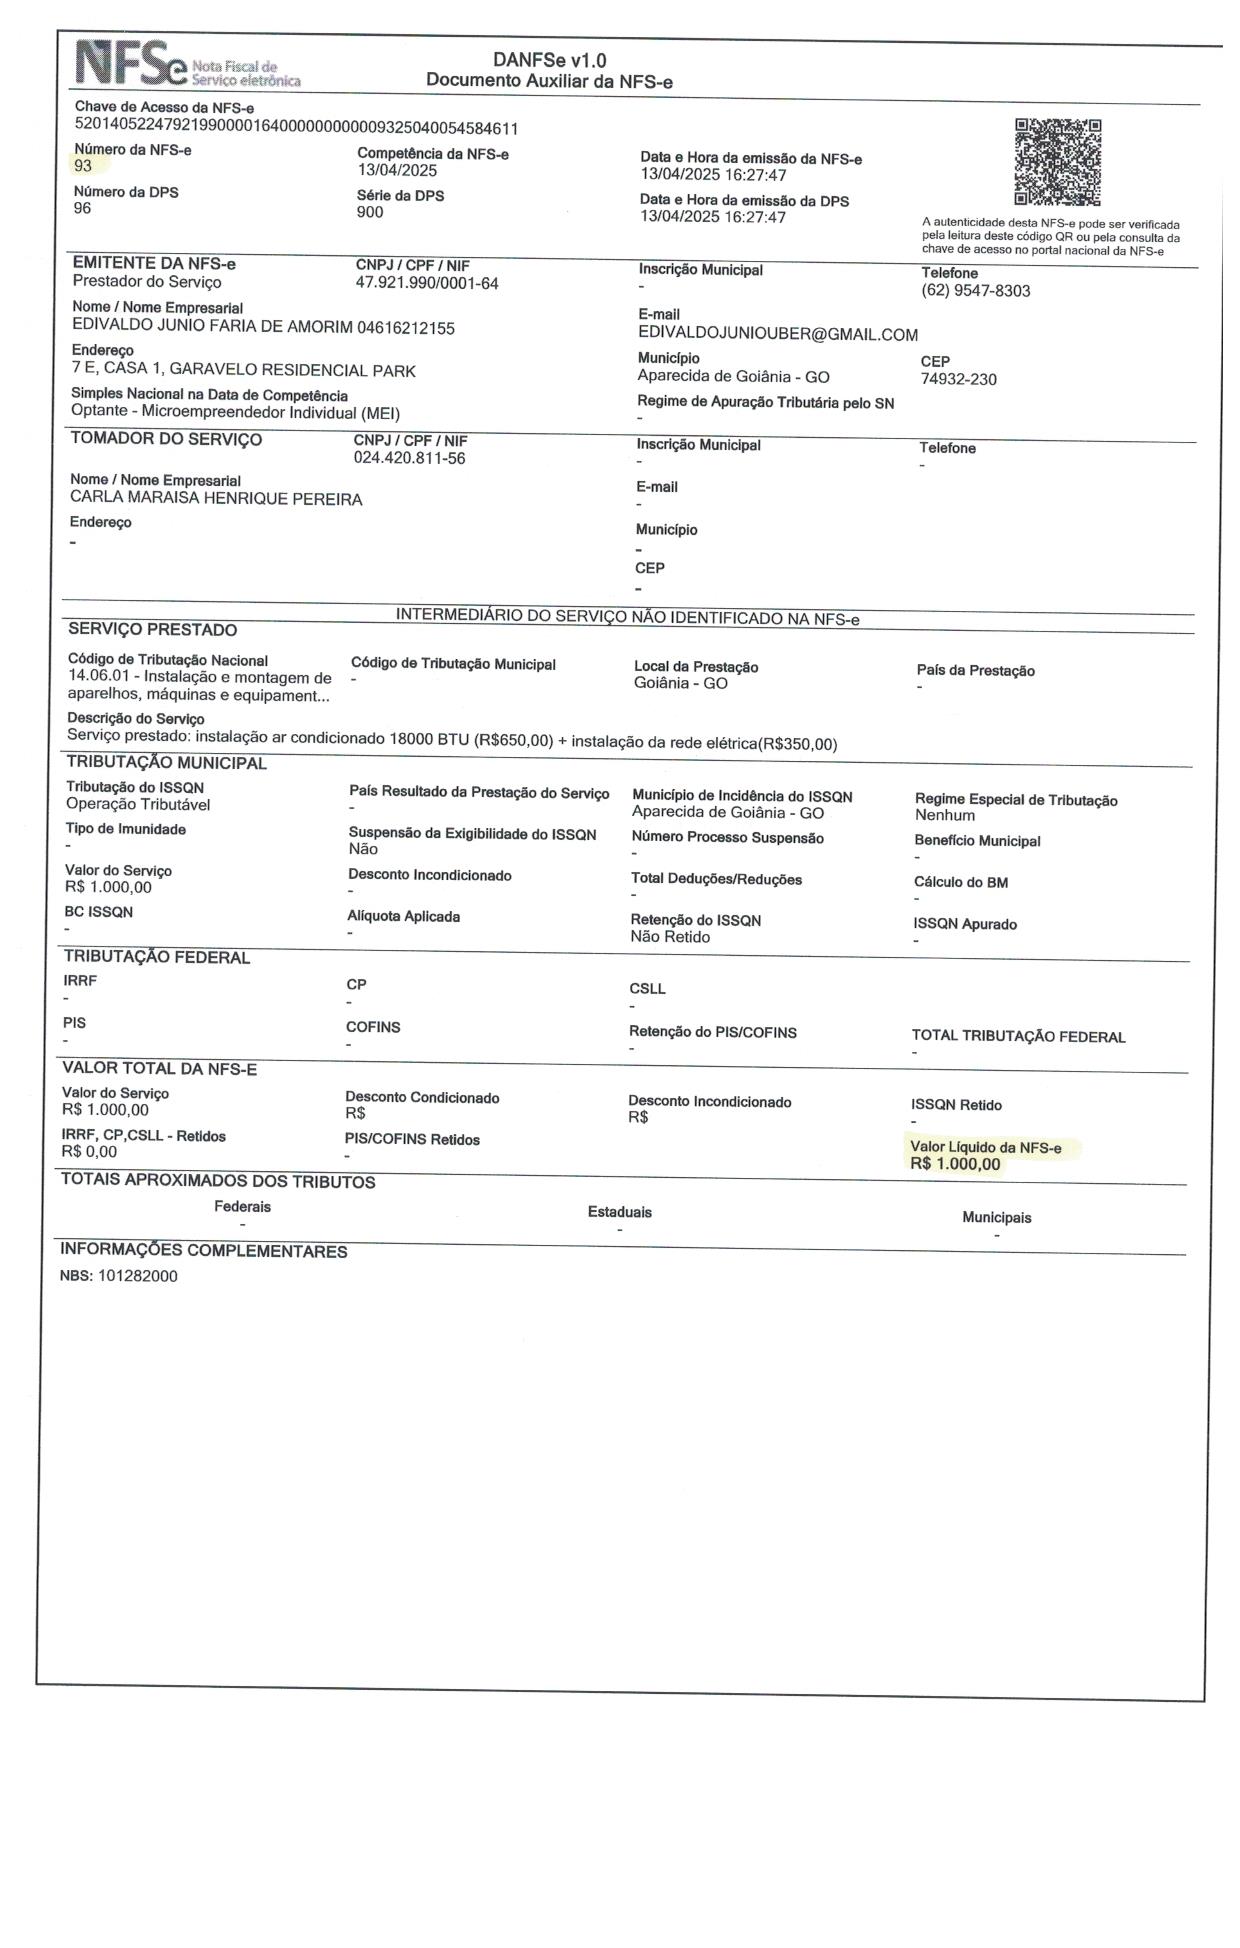 NFSe Nota Fiscal de
Serviço eletrônica
DANFSe v1.0
Documento Auxiliar da NFS-e
Chave de Acesso da NFS-e
52014052247921990000164000000000009325040054584611
Número da NFS-e
93
Competência da NFS-e
13/04/2025
Data e Hora da emissão da NFS-e
13/04/2025 16:27:47
Número da DPS
96
Série da DPS
900
Data e Hora da emissão da DPS
13/04/2025 16:27:47
A autenticidade desta NFS-e pode ser verificada
pela leitura deste código QR ou pela consulta da
chave de acesso no portal nacional da NFS-e
EMITENTE DA NFS-e
Prestador do Serviço
CNPJ / CPF / NIF
47.921.990/0001-64
Inscrição Municipal
-
Telefone
(62) 9547-8303
Nome / Nome Empresarial
EDIVALDO JUNIO FARIA DE AMORIM 04616212155
E-mail
EDIVALDOJUNIOUBER@GMAIL.COM
Endereço
7 E, CASA 1, GARAVELO RESIDENCIAL PARK
Município
Aparecida de Goiânia - GO
CEP
74932-230
Simples Nacional na Data de Competência
Optante - Microempreendedor Individual (MEI)
Regime de Apuração Tributária pelo SN
-
TOMADOR DO SERVIÇO
CNPJ / CPF / NIF
024.420.811-56
Inscrição Municipal
-
Telefone
-
Nome / Nome Empresarial
CARLA MARAISA HENRIQUE PEREIRA
E-mail
-
Endereço
-
Município
-
CEP
-
INTERMEDIÁRIO DO SERVIÇO NÃO IDENTIFICADO NA NFS-e
SERVIÇO PRESTADO
Código de Tributação Nacional
14.06.01 - Instalação e montagem de
aparelhos, máquinas e equipament...
Código de Tributação Municipal
-
Local da Prestação
Goiânia - GO
País da Prestação
-
Descrição do Serviço
Serviço prestado: instalação ar condicionado 18000 BTU (R$650,00) + instalação da rede elétrica(R$350,00)
TRIBUTAÇÃO MUNICIPAL
Tributação do ISSQN
Operação Tributável
País Resultado da Prestação do Serviço
-
Município de Incidência do ISSQN
Aparecida de Goiânia - GO
Regime Especial de Tributação
Nenhum
Tipo de Imunidade
-
Suspensão da Exigibilidade do ISSQN
Não
Número Processo Suspensão
-
Benefício Municipal
-
Valor do Serviço
R$ 1.000,00
Desconto Incondicionado
-
Total Deduções/Reduções
-
Cálculo do BM
-
BC ISSQN
-
Alíquota Aplicada
-
Retenção do ISSQN
Não Retido
ISSQN Apurado
-
TRIBUTAÇÃO FEDERAL
IRRF
-
CP
-
CSLL
-
PIS
-
COFINS
-
Retenção do PIS/COFINS
-
TOTAL TRIBUTAÇÃO FEDERAL
-
VALOR TOTAL DA NFS-E
Valor do Serviço
R$ 1.000,00
Desconto Condicionado
R$
Desconto Incondicionado
R$
ISSQN Retido
-
IRRF, CP,CSLL - Retidos
R$ 0,00
PIS/COFINS Retidos
-
Valor Líquido da NFS-e
R$ 1.000,00
TOTAIS APROXIMADOS DOS TRIBUTOS
Federais
-
Estaduais
-
Municipais
-
INFORMAÇÕES COMPLEMENTARES
NBS: 101282000